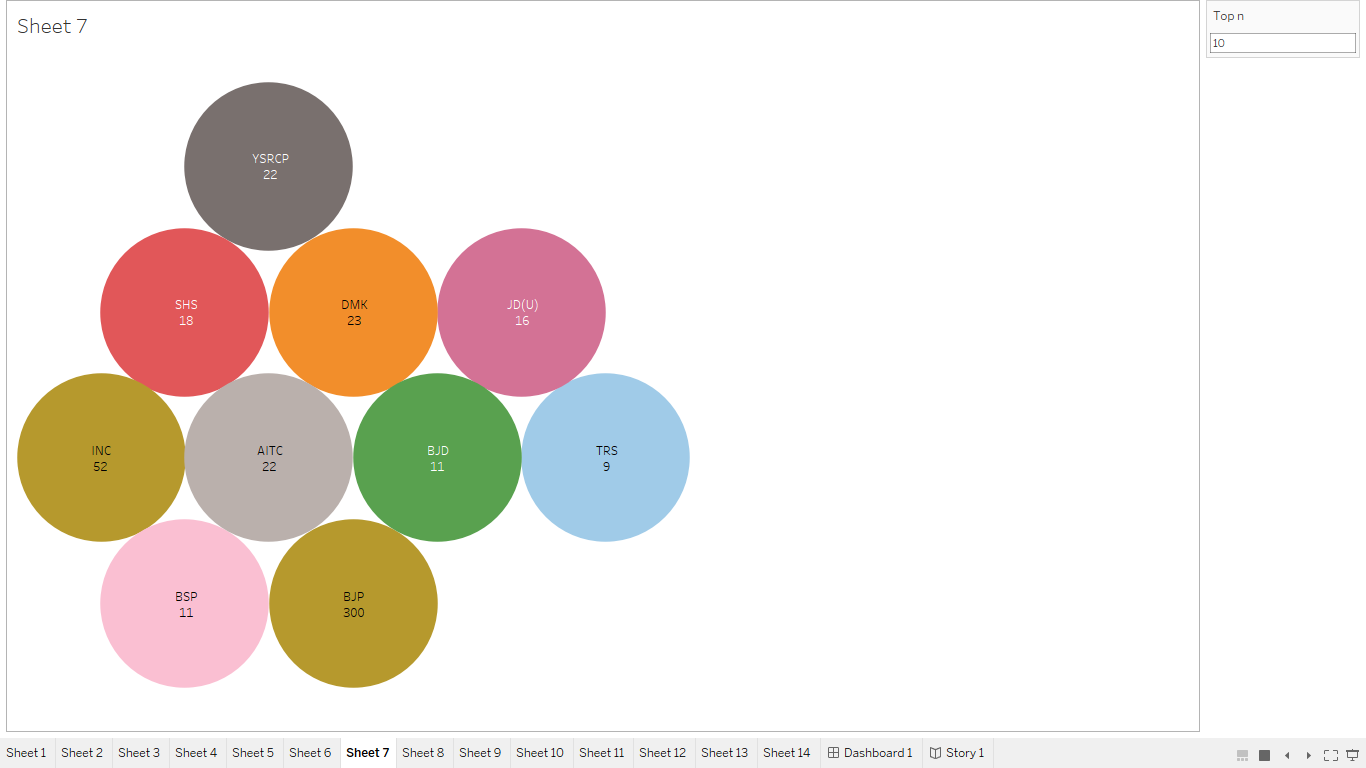 Sheet 7
Top n
10
YSRCP
22
SHS
18
DMK
23
JD(U)
16
INC
52
AITC
22
BJD
11
TRS
9
BSP
11
BJP
300
Sheet 1 Sheet 2 Sheet 3 Sheet 4 Sheet 5 Sheet 6 Sheet 7 Sheet 8 Sheet 9 Sheet 10 Sheet 11 Sheet 12 Sheet 13 Sheet 14 Dashboard 1 Story 1